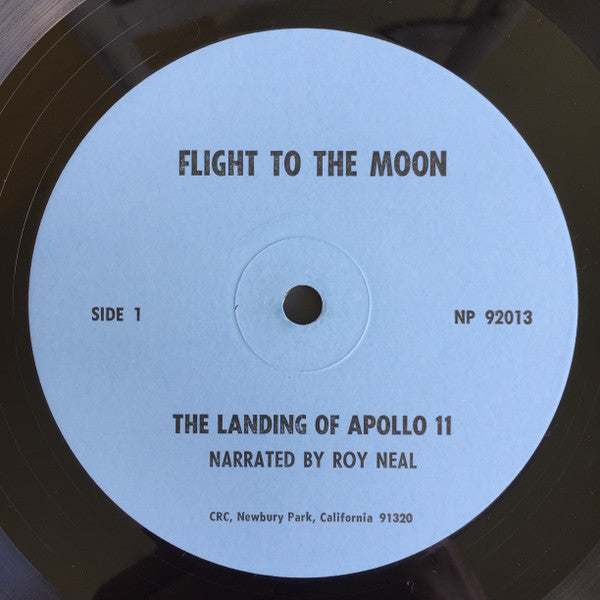 FLIGHT TO THE MOON
SIDE 1
NP 92013
THE LANDING OF APOLLO 11
NARRATED BY ROY NEAL
CRC, Newbury Park, California 91320